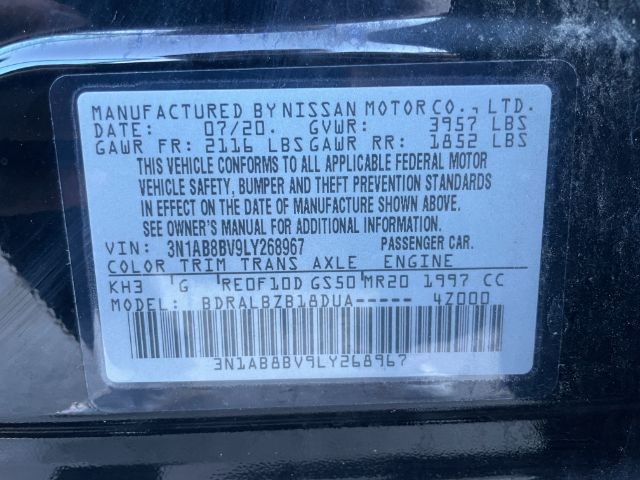 MANUFACTURED BY NISSAN MOTOR CO., LTD.
DATE: 07/20. GVWR: 3957 LBS
GAWR FR: 2116 LBS GAWR RR: 1852 LBS
THIS VEHICLE CONFORMS TO ALL APPLICABLE FEDERAL MOTOR
VEHICLE SAFETY, BUMPER AND THEFT PREVENTION STANDARDS
IN EFFECT ON THE DATE OF MANUFACTURE SHOWN ABOVE.
SEE OWNER'S MANUAL FOR ADDITIONAL INFORMATION.
VIN: 3N1AB8BV9LY268967 PASSENGER CAR.
COLOR TRIM TRANS AXLE ENGINE
KH3 G RE0F10D GS50 MR20 1997 CC
MODEL: BDRALBZB18DUA----- 4Z000
3N1AB8BV9LY268967